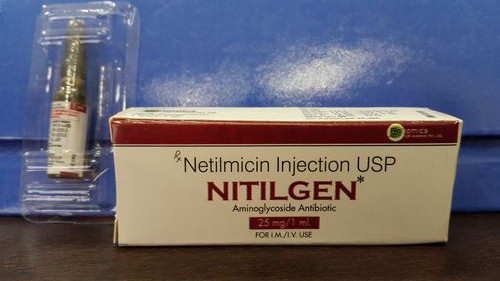 ℞ Netilmicin Injection USP
NITILGEN*
Aminoglycoside Antibiotic
25 mg/1 ml.
FOR I.M./I.V. USE